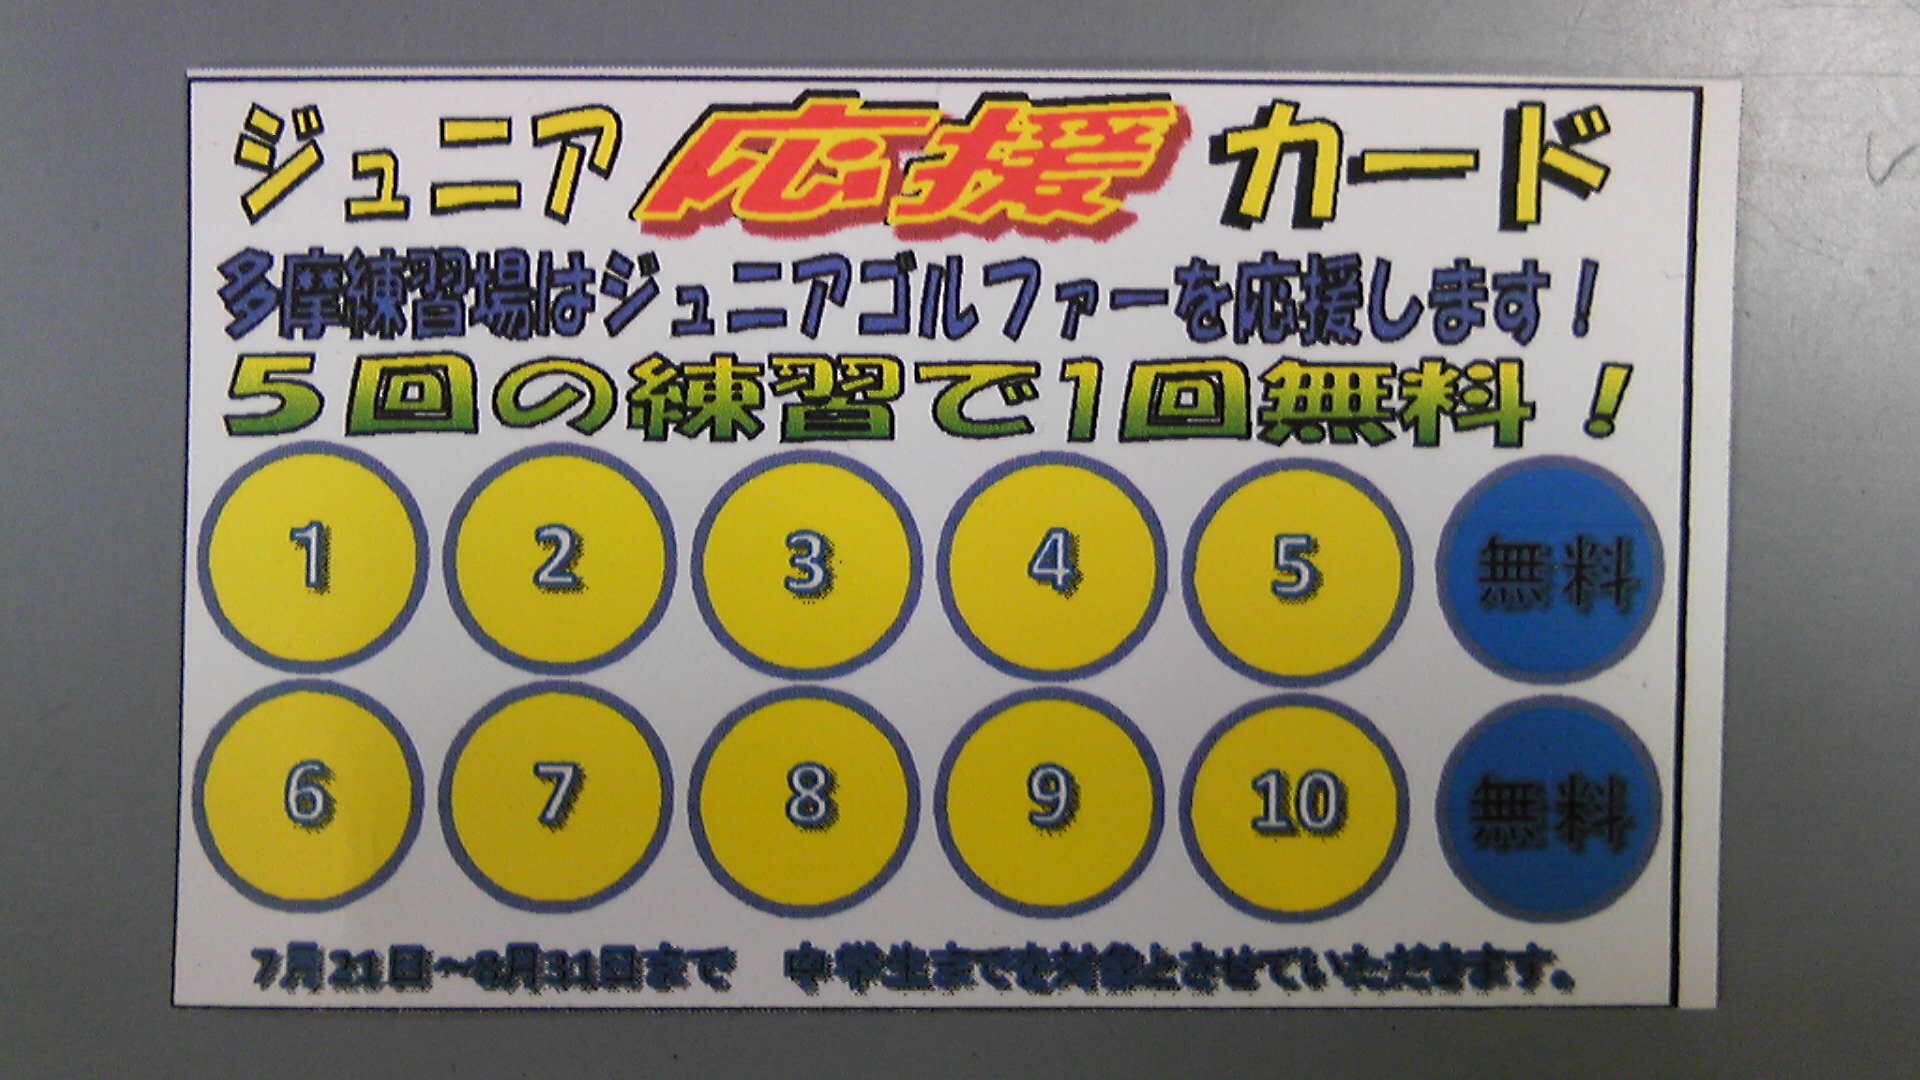 ジュニア応援カード
多摩練習場はジュニアゴルファーを応援します！
5回の練習で1回無料！
1 2 3 4 5 無料
6 7 8 9 10 無料
7月21日～8月31日まで　中学生までを対象とさせていただきます。